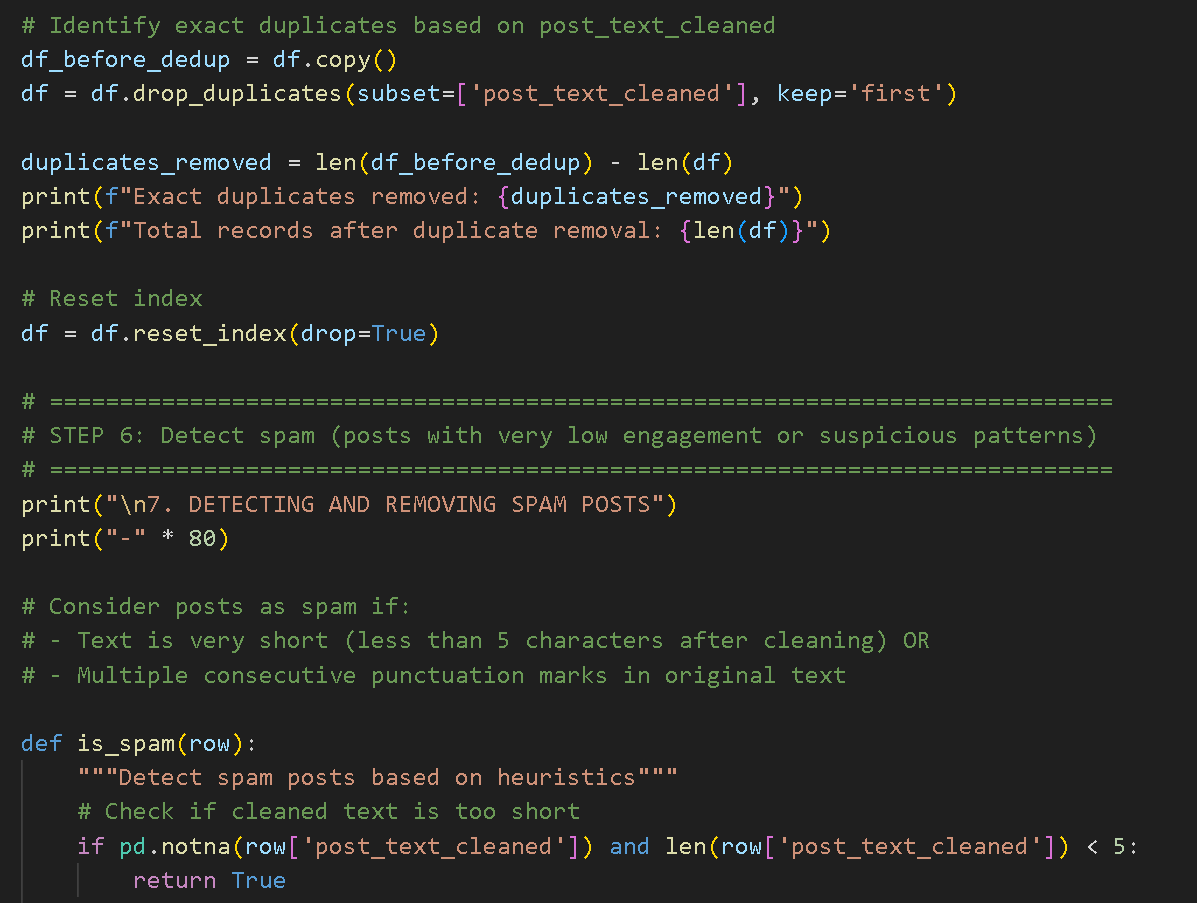 # Identify exact duplicates based on post_text_cleaned
df_before_dedup = df.copy()
df = df.drop_duplicates(subset=['post_text_cleaned'], keep='first')
duplicates_removed = len(df_before_dedup) - len(df)
print(f"Exact duplicates removed: {duplicates_removed}")
print(f"Total records after duplicate removal: {len(df)}")
# Reset index
df = df.reset_index(drop=True)
# ============================================================================
# STEP 6: Detect spam (posts with very low engagement or suspicious patterns)
# ============================================================================
print("\n7. DETECTING AND REMOVING SPAM POSTS")
print("-" * 80)
# Consider posts as spam if:
# - Text is very short (less than 5 characters after cleaning) OR
# - Multiple consecutive punctuation marks in original text
def is_spam(row):
    """Detect spam posts based on heuristics"""
    # Check if cleaned text is too short
    if pd.notna(row['post_text_cleaned']) and len(row['post_text_cleaned']) < 5:
        return True